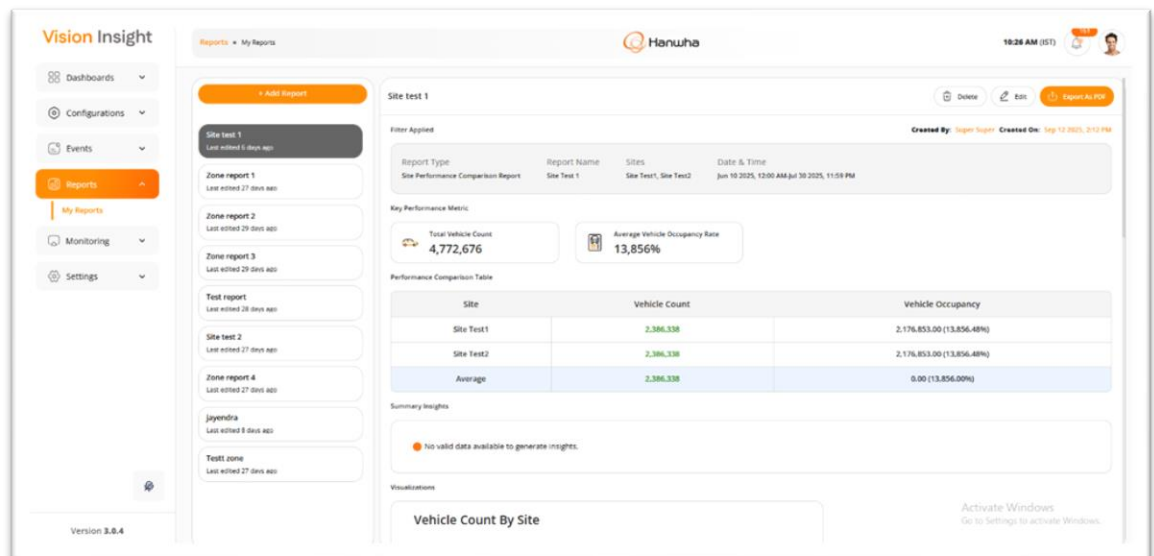 Vision Insight
Reports • My Reports
Hanwha
10:26 AM (IST)
Dashboards
Configurations
Events
Reports
My Reports
Monitoring
Settings
Version 3.0.4
+ Add Report
Site test 1
Last edited 6 days ago
Zone report 1
Last edited 27 days ago
Zone report 2
Last edited 29 days ago
Zone report 3
Last edited 29 days ago
Test report
Last edited 28 days ago
Site test 2
Last edited 27 days ago
Zone report 4
Last edited 27 days ago
jayendra
Last edited 8 days ago
Testt zone
Last edited 27 days ago
Site test 1
Delete
Edit
Export As PDF
Filter Applied
Created By: Super Super Created On: Sep 12 2025, 2:12 PM
Report Type Report Name Sites Date & Time
Site Performance Comparison Report Site Test 1 Site Test1, Site Test2 Jun 10 2025, 12:00 AM-Jul 30 2025, 11:59 PM
Key Performance Metric
Total Vehicle Count
4,772,676
Average Vehicle Occupancy Rate
13,856%
Performance Comparison Table
Site Vehicle Count Vehicle Occupancy
Site Test1 2,386,338 2,176,853.00 (13,856.48%)
Site Test2 2,386,338 2,176,853.00 (13,856.48%)
Average 2,386,338 0.00 (13,856.00%)
Summary Insights
No valid data available to generate insights.
Visualizations
Vehicle Count By Site
Activate Windows
Go to Settings to activate Windows.